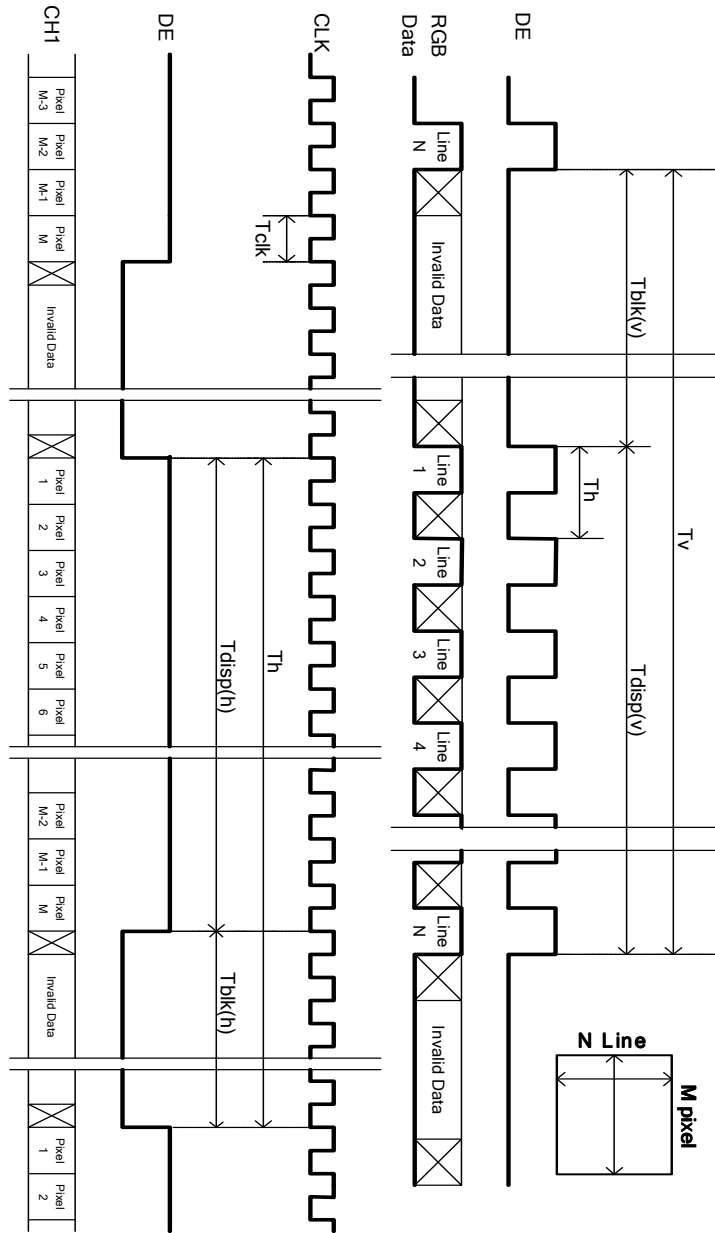 Tv
Tblk(v)
Tdisp(v)
Th
DE
RGB
Data
Line
N
Invalid Data
Line
1
Line
2
Line
3
Line
4
Line
N
Invalid Data
N Line
M pixel
CLK
Tclk
Th
Tdisp(h)
Tblk(h)
DE
CH1
Pixel
M-3
Pixel
M-2
Pixel
M-1
Pixel
M
Invalid Data
Pixel
1
Pixel
2
Pixel
3
Pixel
4
Pixel
5
Pixel
6
Pixel
M-2
Pixel
M-1
Pixel
M
Invalid Data
Pixel
1
Pixel
2